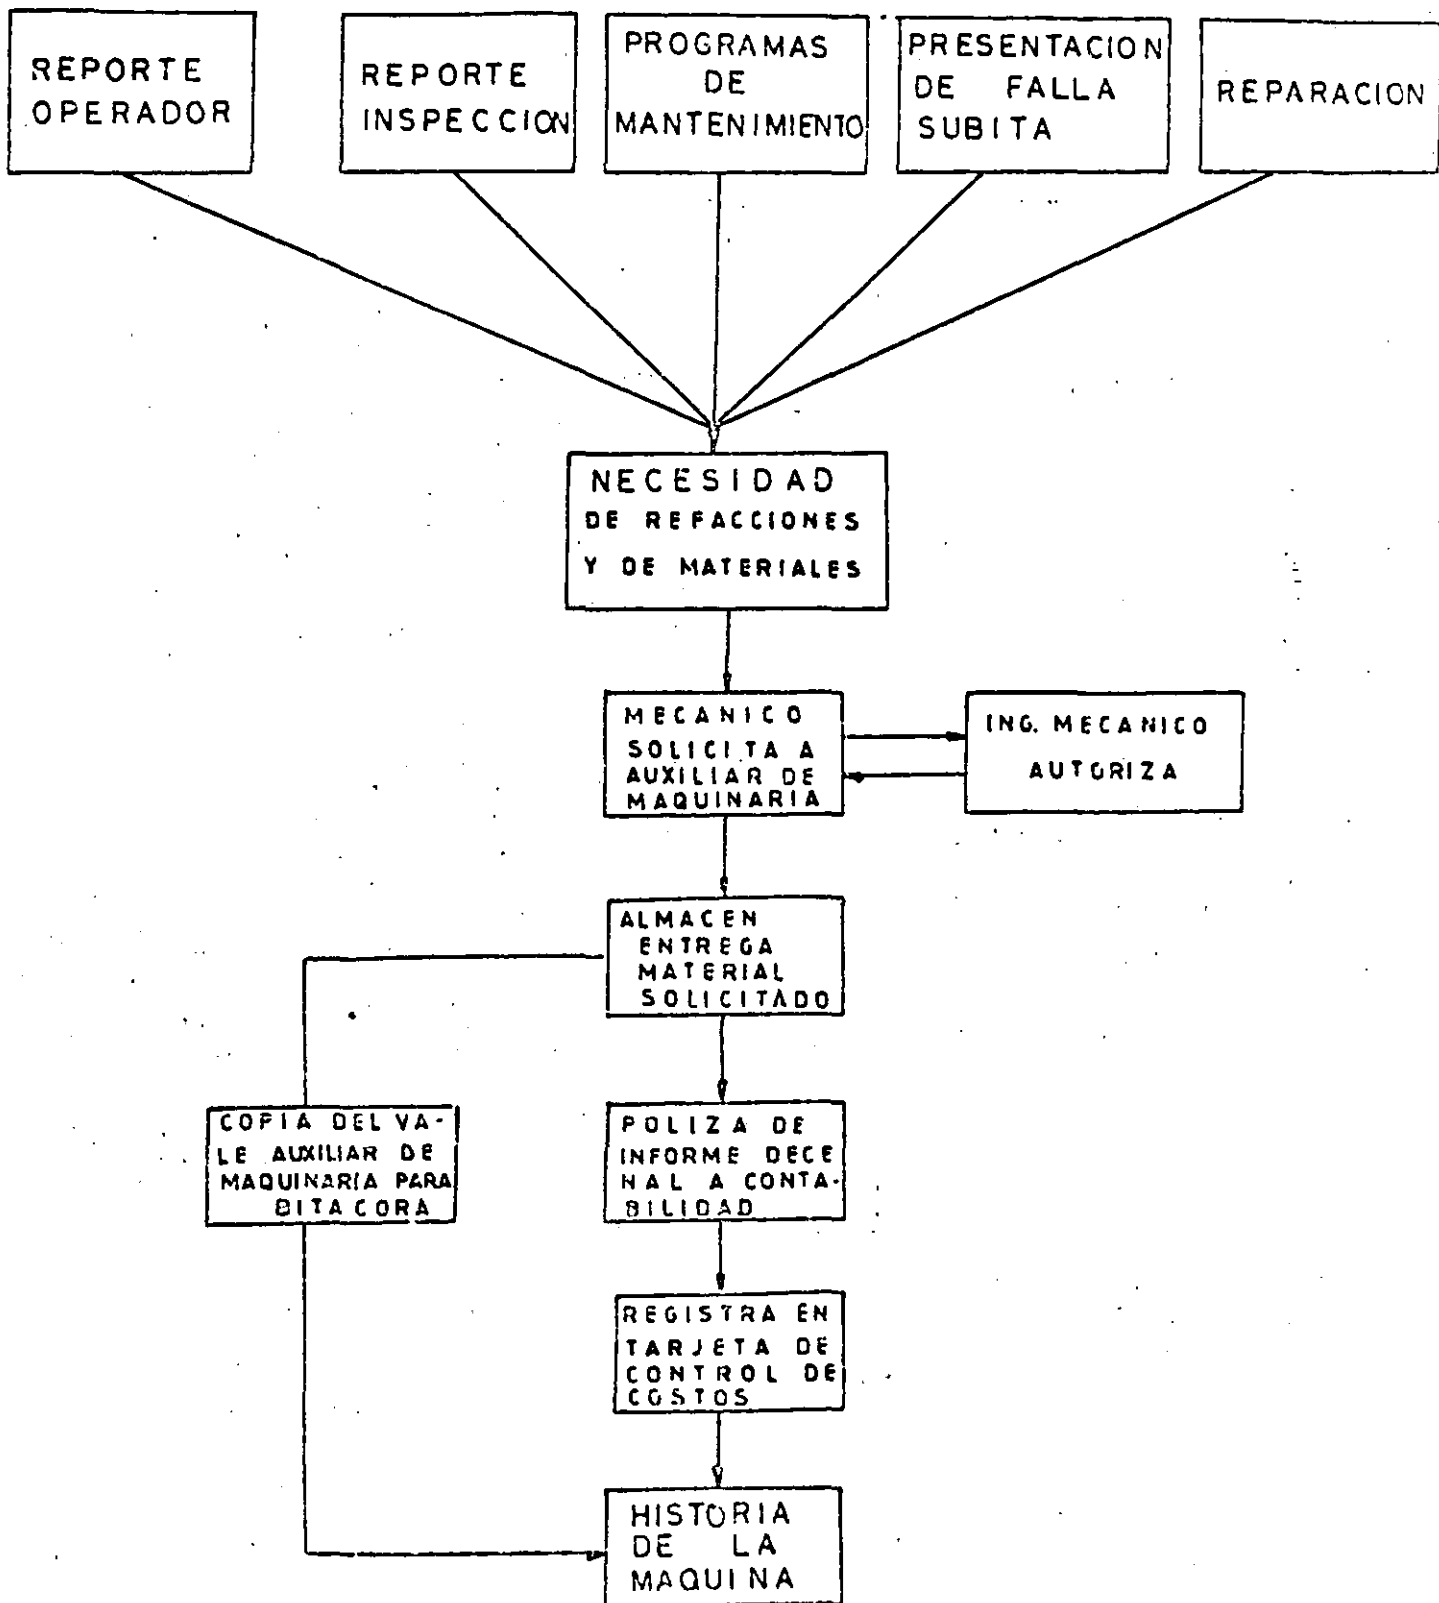 REPORTE
OPERADOR
REPORTE
INSPECCION
PROGRAMAS
DE
MANTENIMIENTO
PRESENTACION
DE FALLA
SUBITA
REPARACION
NECESIDAD
DE REFACCIONES
Y DE MATERIALES
MECANICO
SOLICITA A
AUXILIAR DE
MAQUINARIA
ING. MECANICO
AUTORIZA
ALMACEN
ENTREGA
MATERIAL
SOLICITADO
COPIA DEL VA-
LE AUXILIAR DE
MAQUINARIA PARA
BITACORA
POLIZA DE
INFORME DECE
NAL A CONTA-
BILIDAD
REGISTRA EN
TARJETA DE
CONTROL DE
COSTOS
HISTORIA
DE LA
MAQUINA